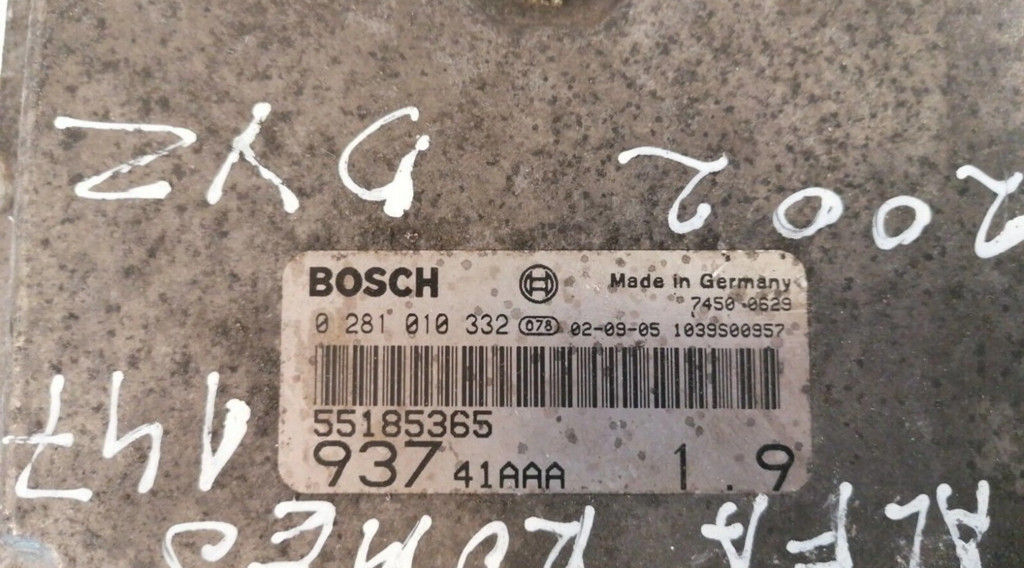 BOSCH Made in Germany
7450 0629
0 281 010 332 078 02-09-05 1039S00957
55185365
937 41AAA 1.9
ALFA ROMEO
147
2002 DYZ